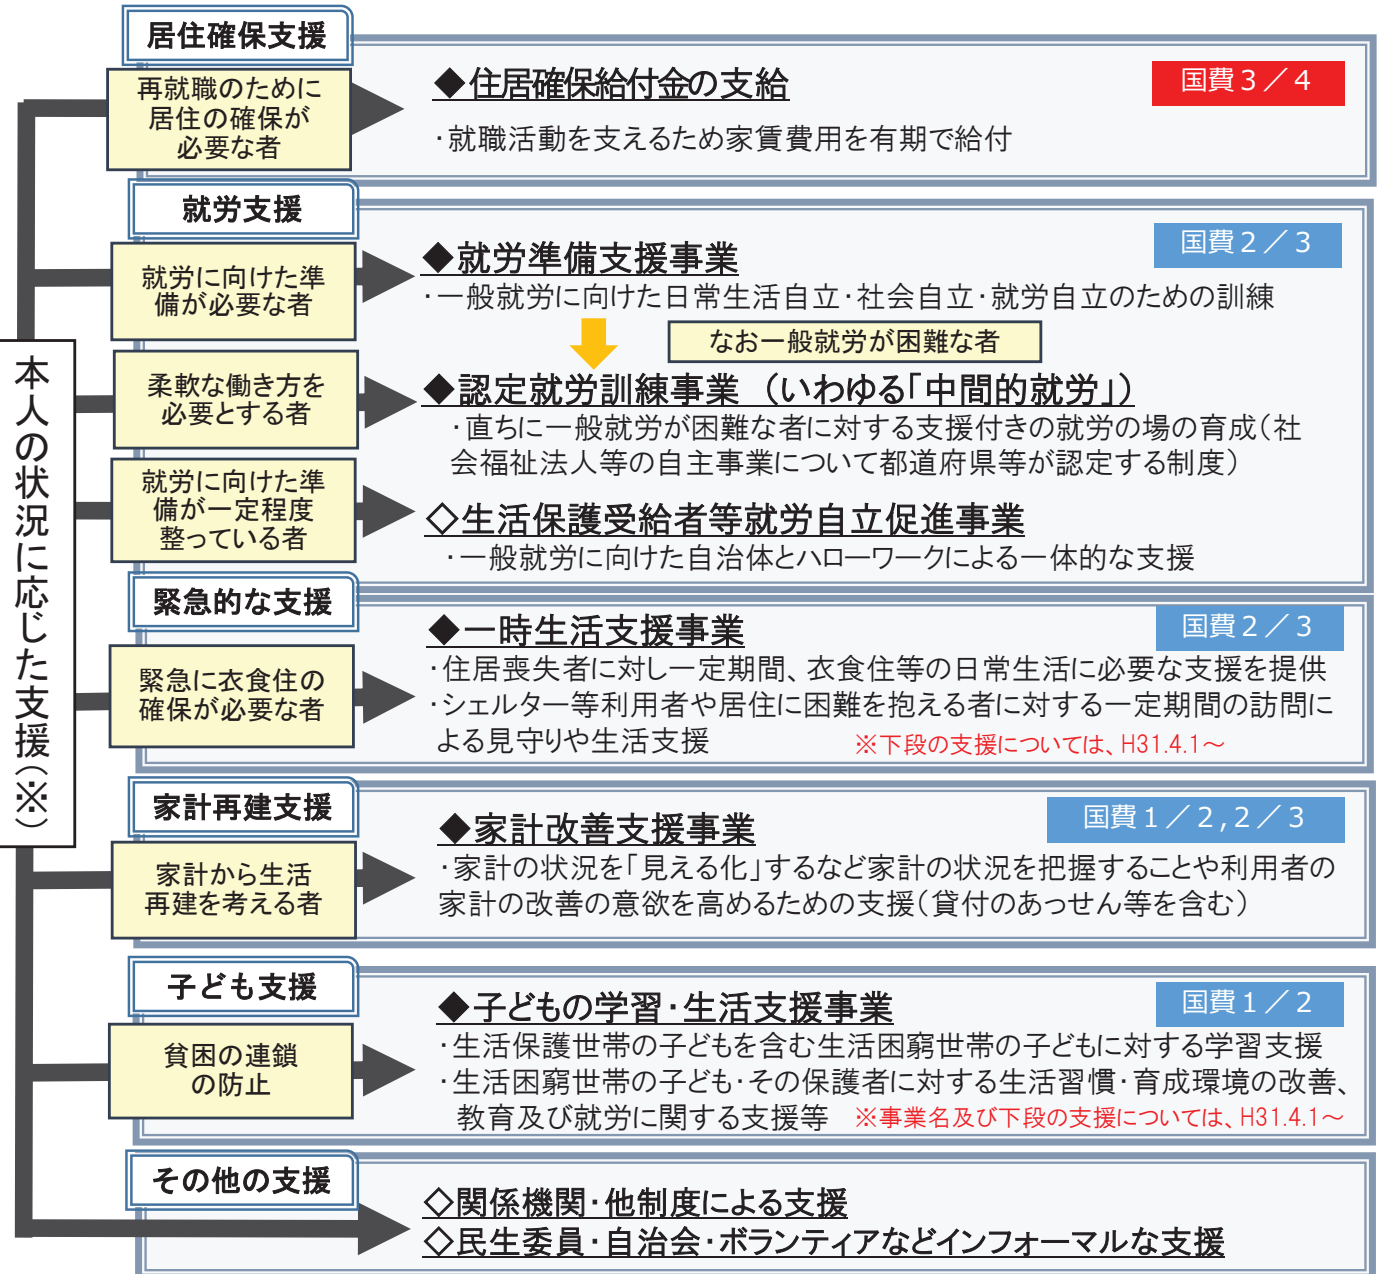 本人の状況に応じた支援(※)
居住確保支援
再就職のために
居住の確保が
必要な者
◆住居確保給付金の支給
国費3／4
・就職活動を支えるため家賃費用を有期で給付
就労支援
就労に向けた準
備が必要な者
◆就労準備支援事業
国費2／3
・一般就労に向けた日常生活自立・社会自立・就労自立のための訓練
なお一般就労が困難な者
柔軟な働き方を
必要とする者
◆認定就労訓練事業 (いわゆる「中間的就労」)
・直ちに一般就労が困難な者に対する支援付きの就労の場の育成(社
会福祉法人等の自主事業について都道府県等が認定する制度)
就労に向けた準
備が一定程度
整っている者
◇生活保護受給者等就労自立促進事業
・一般就労に向けた自治体とハローワークによる一体的な支援
緊急的な支援
緊急に衣食住の
確保が必要な者
◆一時生活支援事業
国費2／3
・住居喪失者に対し一定期間、衣食住等の日常生活に必要な支援を提供
・シェルター等利用者や居住に困難を抱える者に対する一定期間の訪問に
よる見守りや生活支援 ※下段の支援については、H31.4.1～
家計再建支援
家計から生活
再建を考える者
◆家計改善支援事業
国費1／2,2／3
・家計の状況を「見える化」するなど家計の状況を把握することや利用者の
家計の改善の意欲を高めるための支援(貸付のあっせん等を含む)
子ども支援
貧困の連鎖
の防止
◆子どもの学習・生活支援事業
国費1／2
・生活保護世帯の子どもを含む生活困窮世帯の子どもに対する学習支援
・生活困窮世帯の子ども・その保護者に対する生活習慣・育成環境の改善、
教育及び就労に関する支援等 ※事業名及び下段の支援については、H31.4.1～
その他の支援
◇関係機関・他制度による支援
◇民生委員・自治会・ボランティアなどインフォーマルな支援